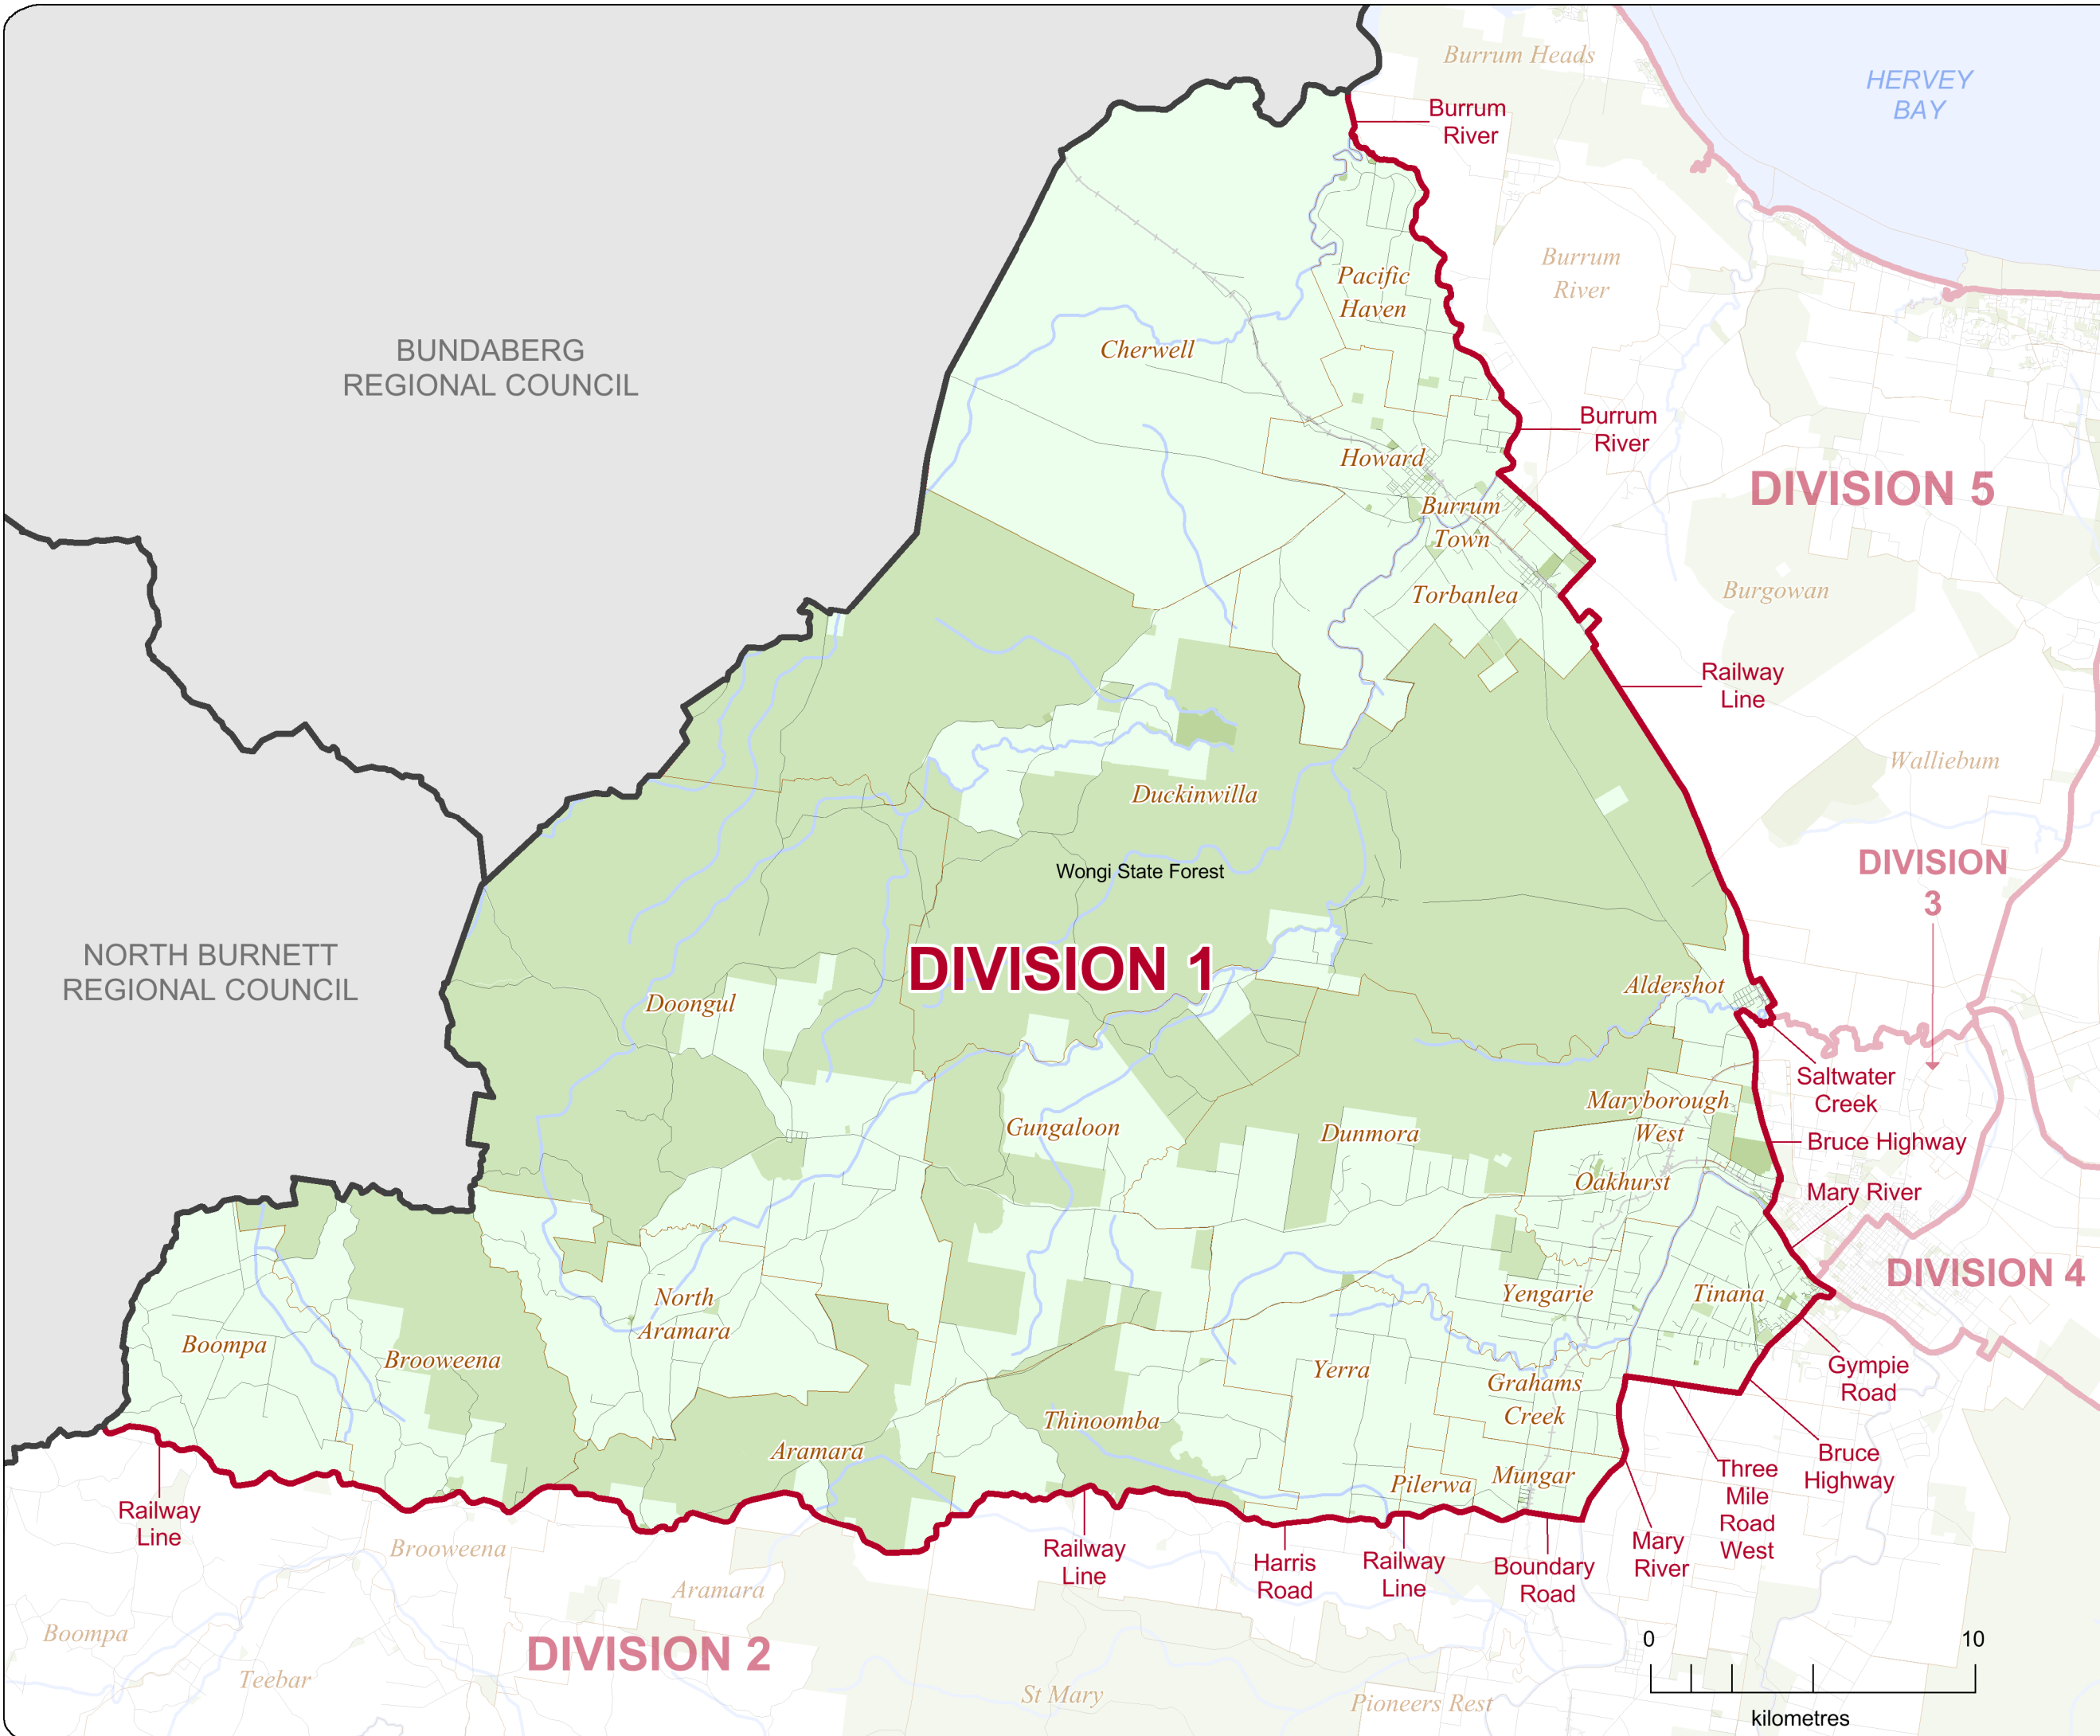 Burrum Heads
HERVEY
BAY
Burrum
River
Burrum
River
Pacific
Haven
BUNDABERG
REGIONAL COUNCIL
Cherwell
Burrum
River
Howard
DIVISION 5
Burrum
Town
Torbanlea
Burgowan
Railway
Line
Walliebum
Duckinwilla
DIVISION
3
Wongi State Forest
NORTH BURNETT
REGIONAL COUNCIL
DIVISION 1
Aldershot
Doongul
Saltwater
Creek
Maryborough
West
Gungaloon
Dunmora
Bruce Highway
Oakhurst
Mary River
DIVISION 4
North
Aramara
Yengarie
Tinana
Boompa
Brooweena
Yerra
Grahams
Creek
Gympie
Road
Thinoomba
Aramara
Pilerwa
Mungar
Bruce
Highway
Three
Mile
Road
West
Railway
Line
Brooweena
Railway
Line
Harris
Road
Railway
Line
Boundary
Road
Mary
River
Aramara
Boompa
DIVISION 2
Teebar
St Mary
Pioneers Rest
0 10
kilometres